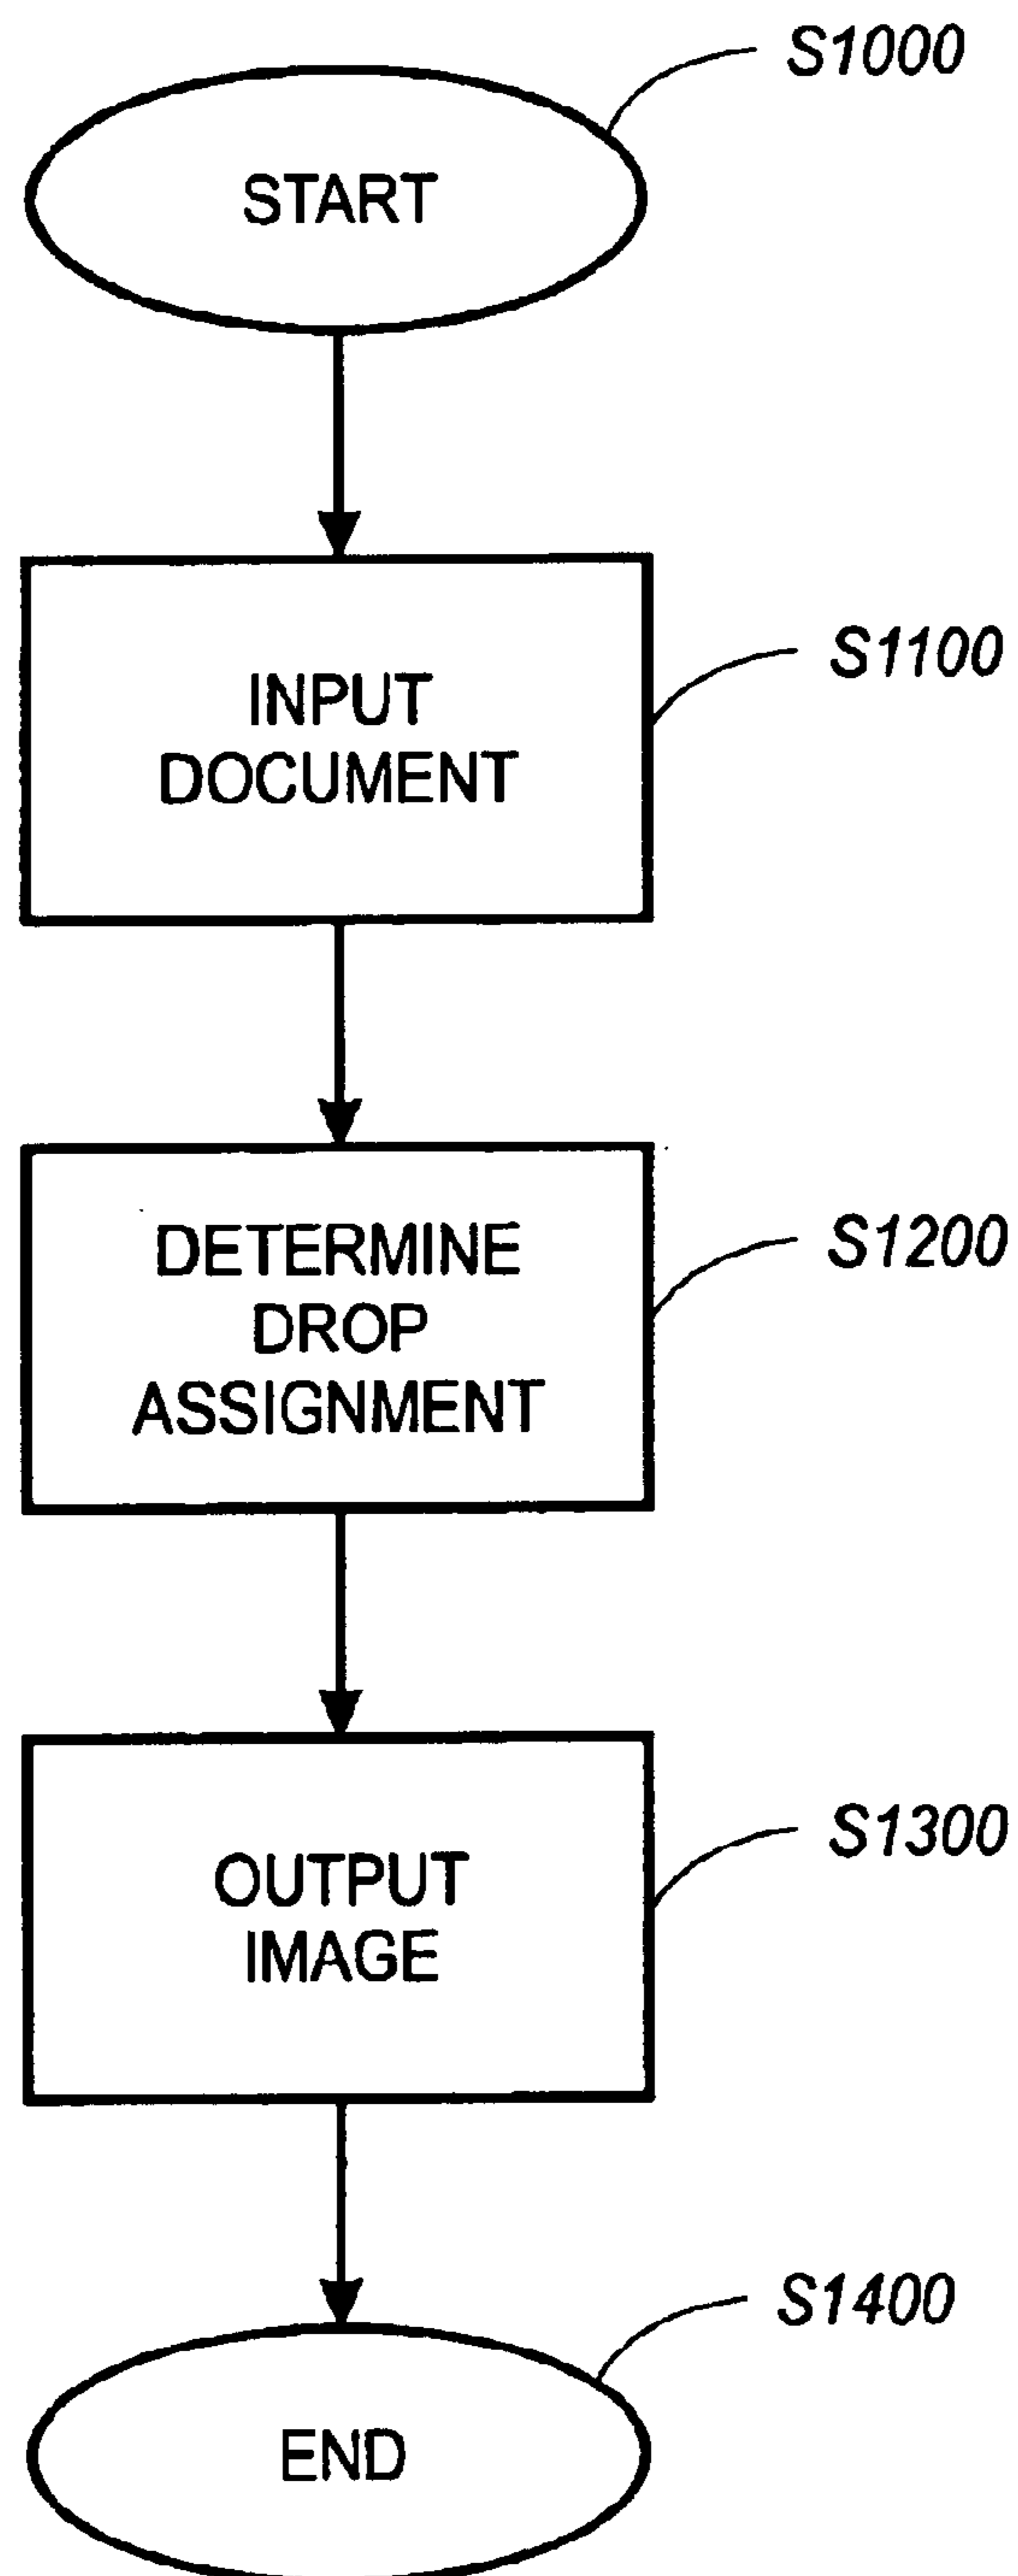 S1000
START
S1100
INPUT
DOCUMENT
S1200
DETERMINE
DROP
ASSIGNMENT
S1300
OUTPUT
IMAGE
S1400
END